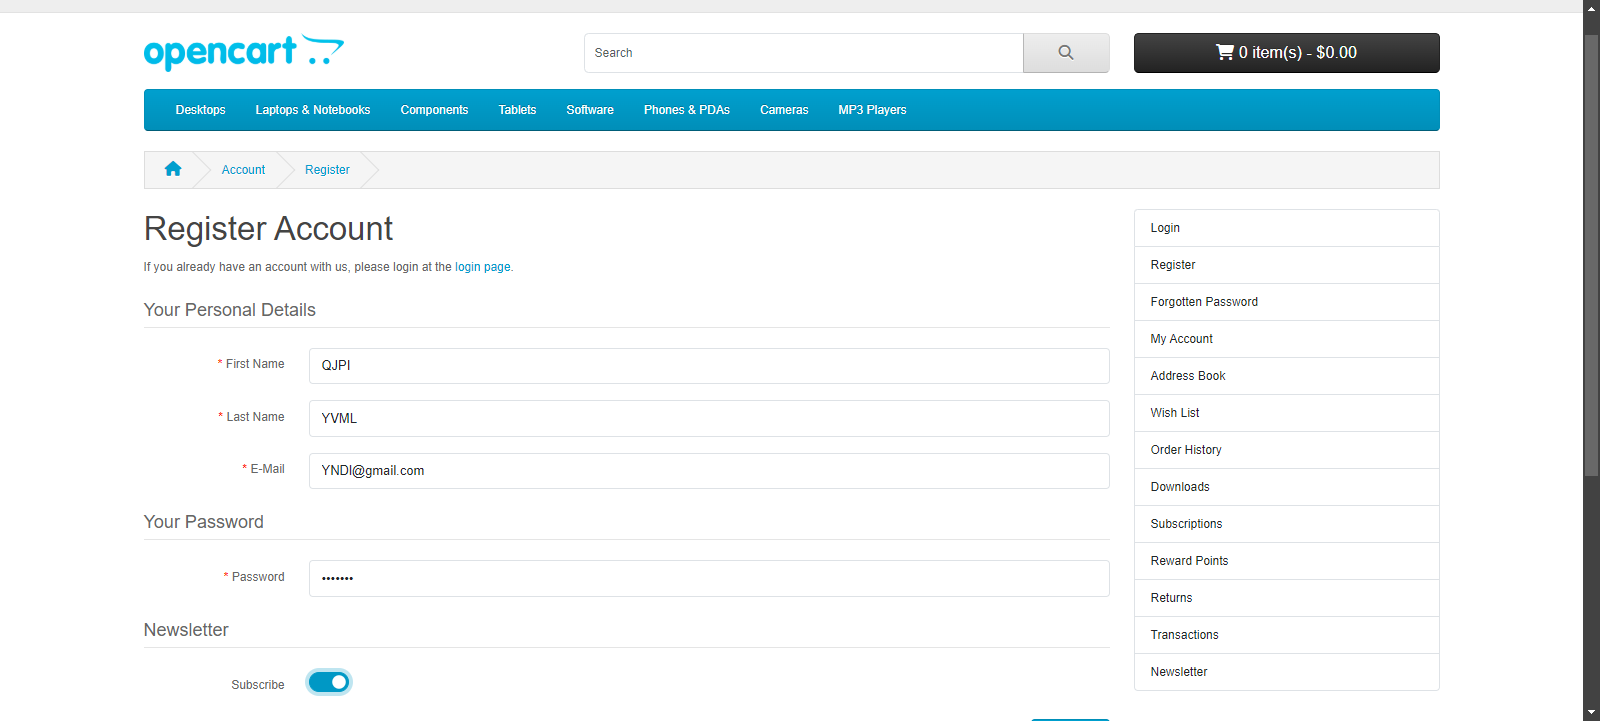 opencart
Search
0 item(s) - $0.00
Desktops Laptops & Notebooks Components Tablets Software Phones & PDAs Cameras MP3 Players
Account Register
Register Account
If you already have an account with us, please login at the login page.
Your Personal Details
* First Name QJPI
* Last Name YVML
* E-Mail YNDI@gmail.com
Your Password
* Password •••••••
Newsletter
Subscribe
Login
Register
Forgotten Password
My Account
Address Book
Wish List
Order History
Downloads
Subscriptions
Reward Points
Returns
Transactions
Newsletter